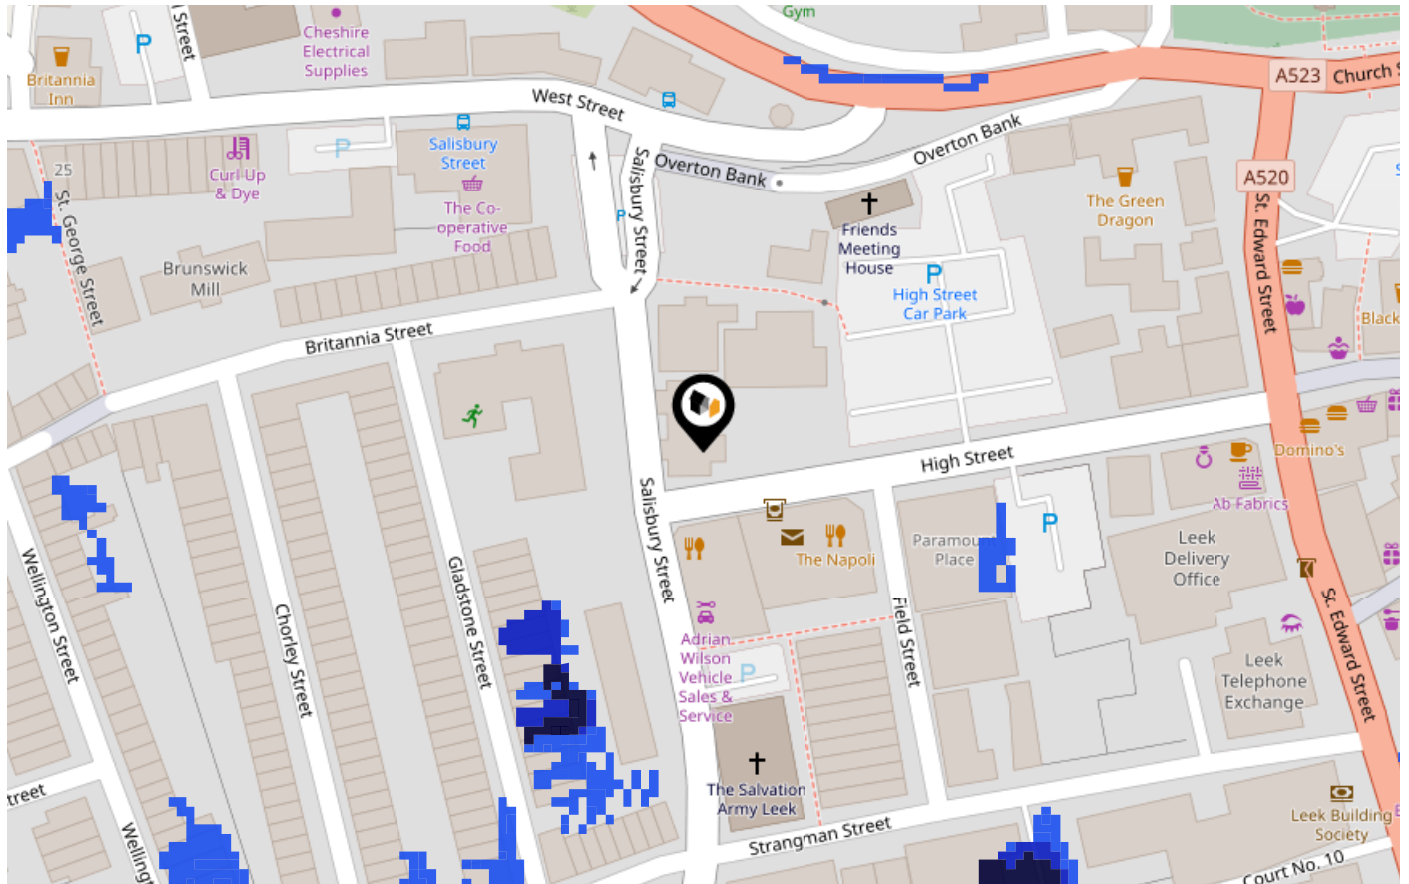 Gym
Street
Cheshire
Electrical
Supplies
P
Britannia
Inn
A523
Church S
West Street
Salisbury
Street
Overton Bank
Overton Bank
25
P
Curl Up
& Dye
The Co-
operative
Food
Salisbury Street
P
A520
The Green
Dragon
St. Edward Street
St. George Street
Friends
Meeting
House
Brunswick
Mill
P
High Street
Car Park
Black
Britannia Street
High Street
Domino's
Ab Fabrics
Salisbury Street
P
Paramount
Place
The Napoli
Leek
Delivery
Office
Wellington Street
Gladstone Street
Chorley Street
Field Street
St. Edward Street
Adrian
Wilson
Vehicle
Sales &
Service
P
Leek
Telephone
Exchange
The Salvation
Army Leek
treet
Strangman Street
Leek Building
Society
Wellingt
Court No. 10